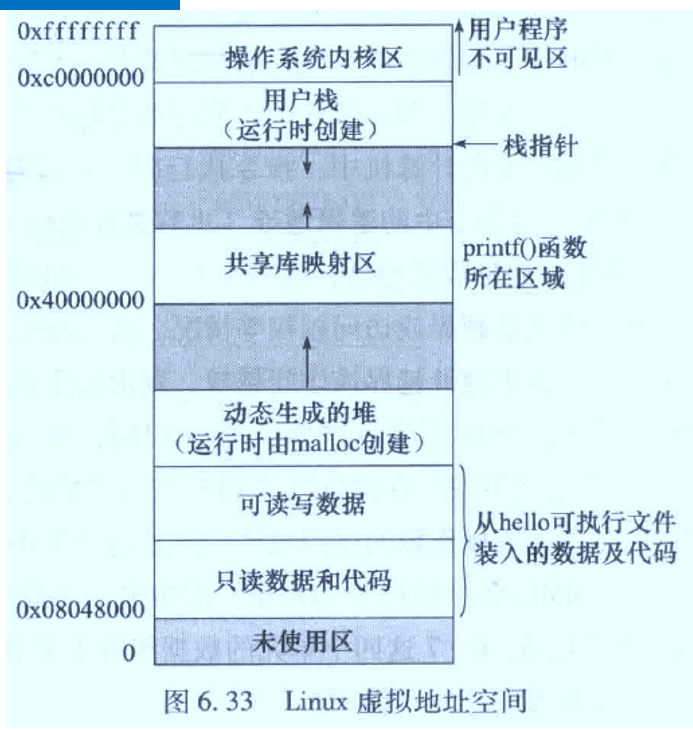 0xffffffff
操作系统内核区
用户程序
不可见区
0xc0000000
用户栈
（运行时创建）
栈指针
共享库映射区
printf()函数
所在区域
0x40000000
动态生成的堆
（运行时由malloc创建）
可读写数据
从hello可执行文件
装入的数据及代码
只读数据和代码
0x08048000
未使用区
0
图 6.33 Linux 虚拟地址空间